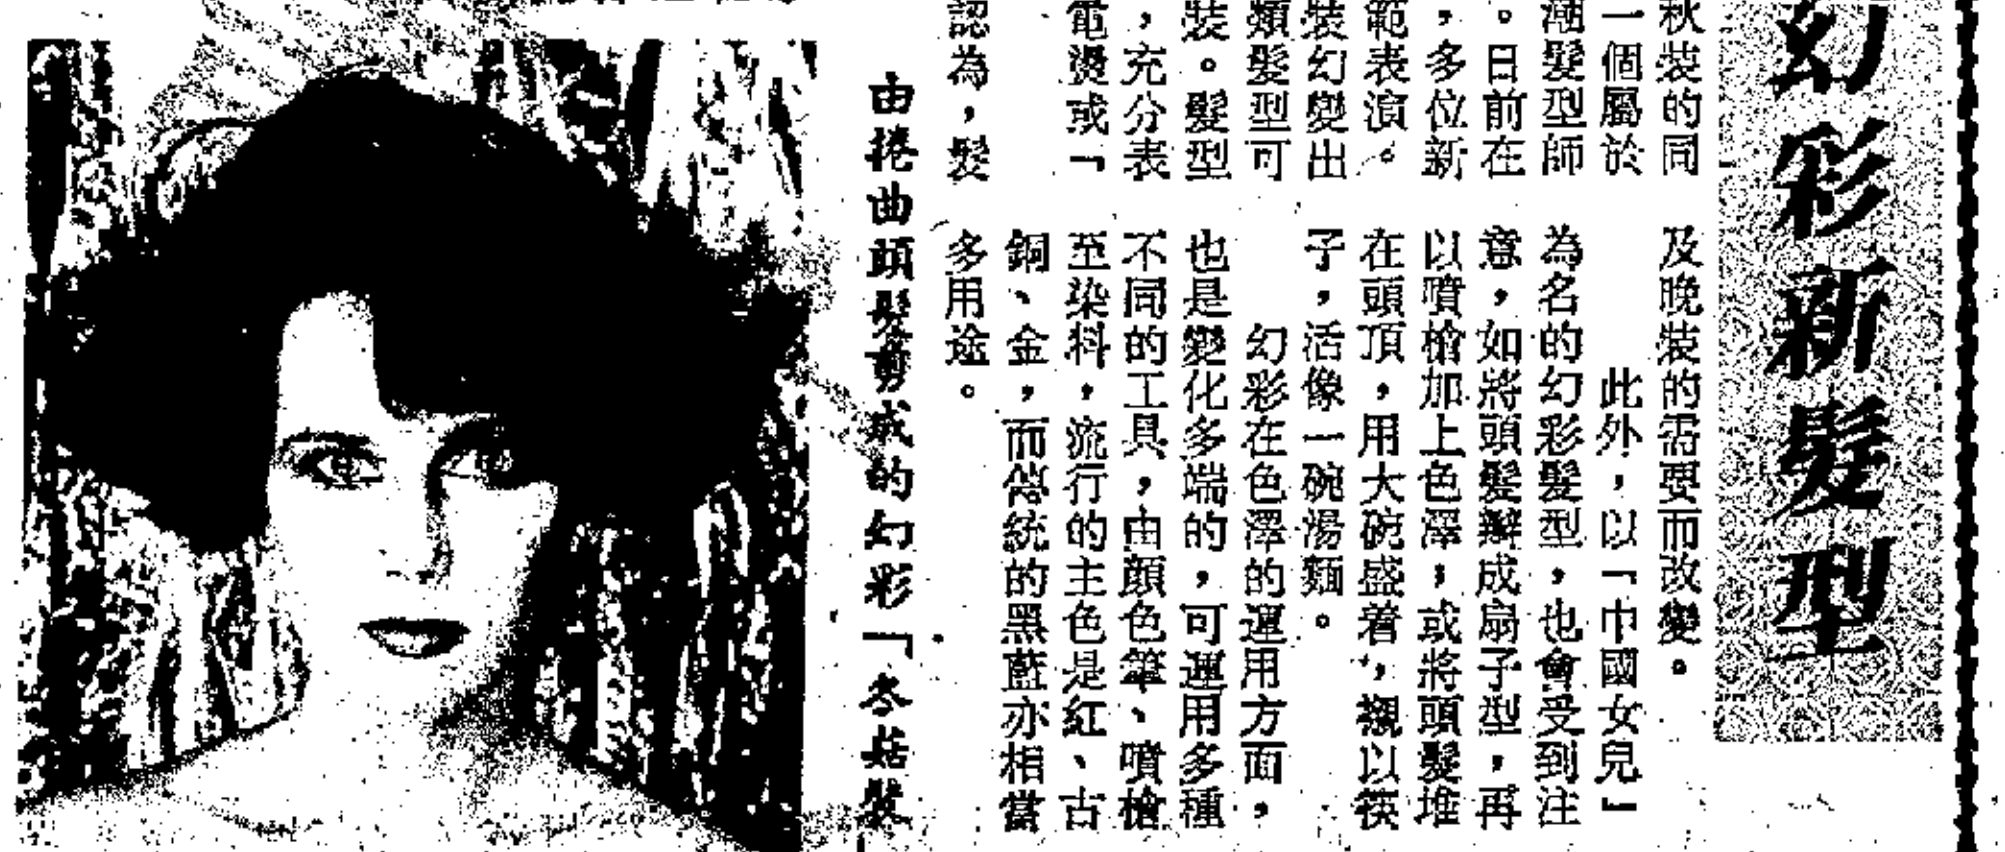 幻彩新髮型
秋裝的同
一個屬於
潮髮型師
。日前在
，多位新
範表演。
裝幻變出
類髮型可
裝。髮型
，充分表
電燙或「
認為，髮
及晚裝的需要而改變。
此外，以「中國女兒」
為名的幻彩髮型，也會受到注
意，如將頭髮辮成扇子型，再
以噴槍加上色澤，或將頭髮堆
在頭頂，用大碗盛着，襯以筷
子，活像一碗湯麵。
幻彩在色澤的運用方面，
也是變化多端的，可運用多種
不同的工具，由顏色筆、噴槍
至染料，流行的主色是紅、古
銅、金，而傳統的黑藍亦相當
多用途。
由捲曲頭髮剪成的幻彩「冬菇髮